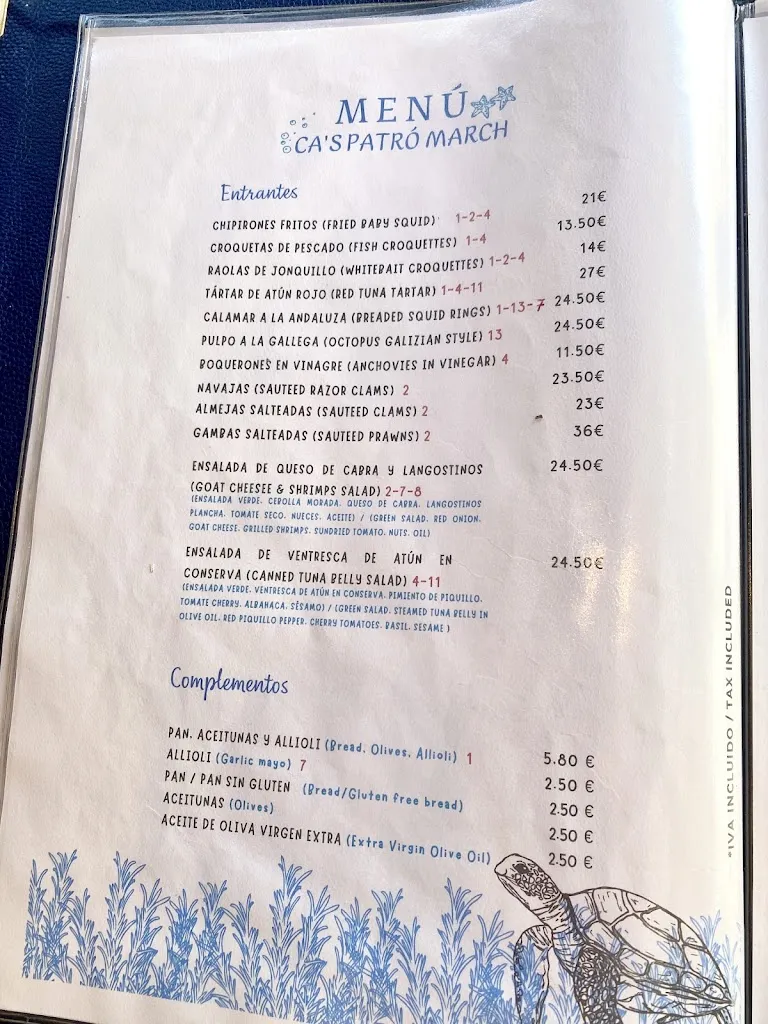 MENÚ
CA'S PATRÓ MARCH
Entrantes
CHIPIRONES FRITOS (FRIED BABY SQUID) 1-2-4 21€
CROQUETAS DE PESCADO (FISH CROQUETTES) 1-4 13.50€
RAOLAS DE JONQUILLO (WHITEBAIT CROQUETTES) 1-2-4 14€
TÁRTAR DE ATÚN ROJO (RED TUNA TARTAR) 1-4-11 27€
CALAMAR A LA ANDALUZA (BREADED SQUID RINGS) 1-13-7 24.50€
PULPO A LA GALLEGA (OCTOPUS GALIZIAN STYLE) 13 24.50€
BOQUERONES EN VINAGRE (ANCHOVIES IN VINEGAR) 4 11.50€
NAVAJAS (SAUTEED RAZOR CLAMS) 2 23.50€
ALMEJAS SALTEADAS (SAUTEED CLAMS) 2 23€
GAMBAS SALTEADAS (SAUTEED PRAWNS) 2 36€
ENSALADA DE QUESO DE CABRA Y LANGOSTINOS 24.50€
(GOAT CHEESEE & SHRIMPS SALAD) 2-7-8
(ENSALADA VERDE, CEBOLLA MORADA, QUESO DE CABRA, LANGOSTINOS
PLANCHA, TOMATE SECO, NUECES, ACEITE) / (GREEN SALAD, RED ONION,
GOAT CHEESE, GRILLED SHRIMPS, SUNDRIED TOMATO, NUTS, OIL)
ENSALADA DE VENTRESCA DE ATÚN EN 24.50€
CONSERVA (CANNED TUNA BELLY SALAD) 4-11
(ENSALADA VERDE, VENTRESCA DE ATÚN EN CONSERVA, PIMIENTO DE PIQUILLO,
TOMATE CHERRY, ALBAHACA, SÈSAMO) / (GREEN SALAD, STEAMED TUNA BELLY IN
OLIVE OIL, RED PIQUILLO PEPPER, CHERRY TOMATOES, BASIL, SESAME )
Complementos
PAN, ACEITUNAS Y ALLIOLI (Bread, Olives, Allioli) 1 5.80 €
ALLIOLI (Garlic mayo) 7 2.50 €
PAN / PAN SIN GLUTEN (Bread/Gluten free bread) 2.50 €
ACEITUNAS (Olives) 2.50 €
ACEITE DE OLIVA VIRGEN EXTRA (Extra Virgin Olive Oil) 2.50 €
*IVA INCLUIDO / TAX INCLUDED